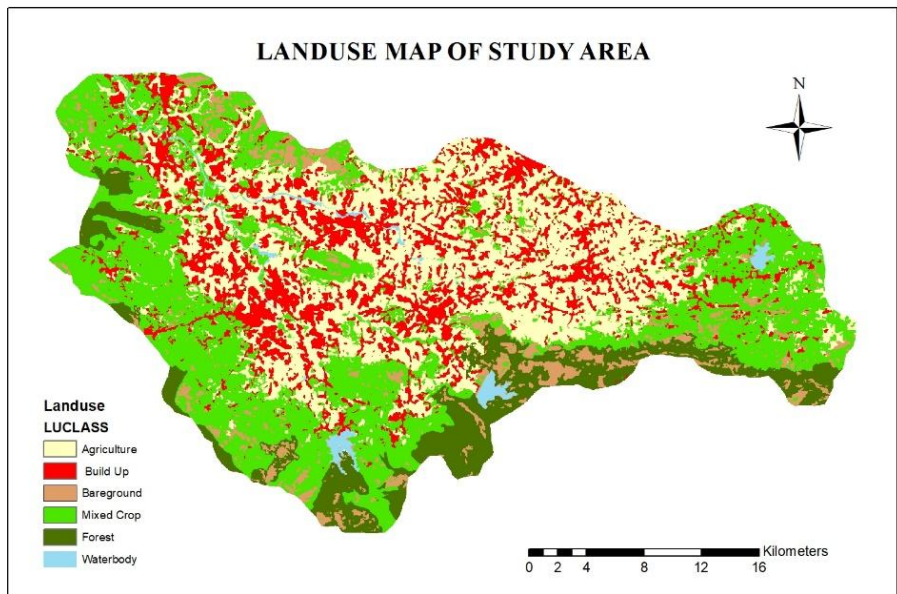 LANDUSE MAP OF STUDY AREA
N
Landuse
LUCLASS
Agriculture
Build Up
Bareground
Mixed Crop
Forest
Waterbody
Kilometers
0 2 4 8 12 16